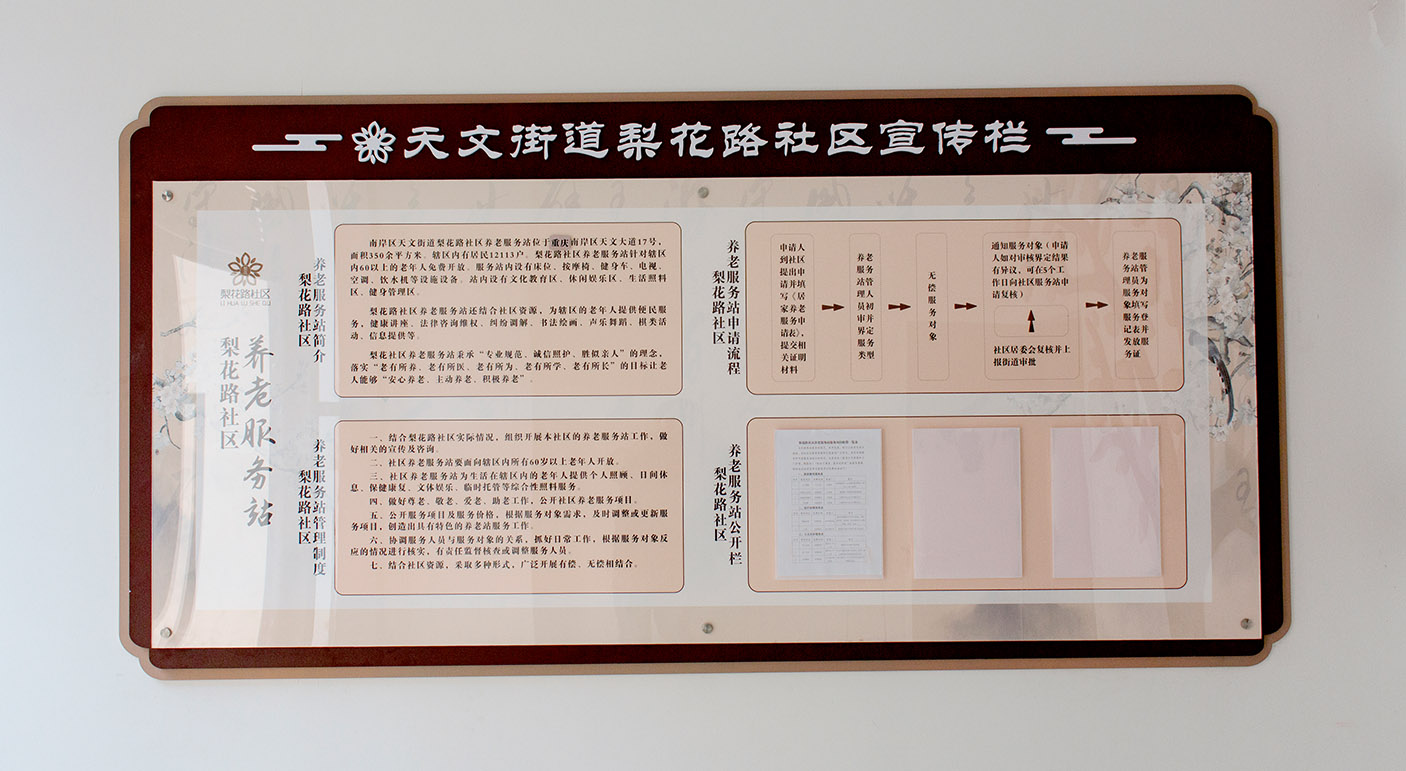 天文街道梨花路社区宣传栏
梨花路社区
LI HUA LU SHE QU
养老服务站
梨花路社区
养老服务站简介
梨花路社区
南岸区天文街道梨花路社区养老服务站位于重庆南岸区天文大道17号，
面积350余平方米。辖区内有居民12113户。梨花路社区养老服务站针对辖区
内60以上的老年人免费开放。服务站内设有床位、按摩椅、健身车、电视、
空调、饮水机等设施设备。站内设有文化教育区、休闲娱乐区、生活照料
区、健身管理区。
梨花路社区养老服务站还结合社区资源，为辖区的老年人提供便民服
务，健康讲座、法律咨询维权、纠纷调解、书法绘画、声乐舞蹈、棋类活
动、信息提供等。
梨花社区养老服务站秉承“专业规范、诚信照护、胜似亲人”的理念，
落实“老有所养、老有所医、老有所为、老有所学、老有所长”的目标让老
人能够“安心养老、主动养老、积极养老”。
养老服务站管理制度
梨花路社区
一、结合梨花路社区实际情况，组织开展本社区的养老服务站工作，做
好相关的宣传及咨询。
二、社区养老服务站要面向辖区内所有60岁以上老年人开放。
三、社区养老服务站为生活在辖区内的老年人提供个人照顾、日间休
息、保健康复、文体娱乐、临时托管等综合性照料服务。
四、做好尊老、敬老、爱老、助老工作，公开社区养老服务项目。
五、公开服务项目及服务价格，根据服务对象需求，及时调整或更新服
务项目，创造出具有特色的养老站服务工作。
六、协调服务人员与服务对象的关系，抓好日常工作，根据服务对象反
应的情况进行核实，有责任监督核查或调整服务人员。
七、结合社区资源，采取多种形式，广泛开展有偿、无偿相结合。
养老服务站申请流程
梨花路社区
申请人
到社区
提出申
请并填
写《居
家养老
服务申
请表》，
提交相
关证明
材料
养老
服务
站管
理人
员初
审并
界定
服务
类型
无偿服务对象
通知服务对象（申请
人如对审核界定结果
有异议，可在5个工
作日向社区服务站申
请复核）
社区居委会复核并上
报街道审批
养老服
务站管
理员为
服务对
象填写
服务登
记表并
发放服
务证
养老服务站公开栏
梨花路社区